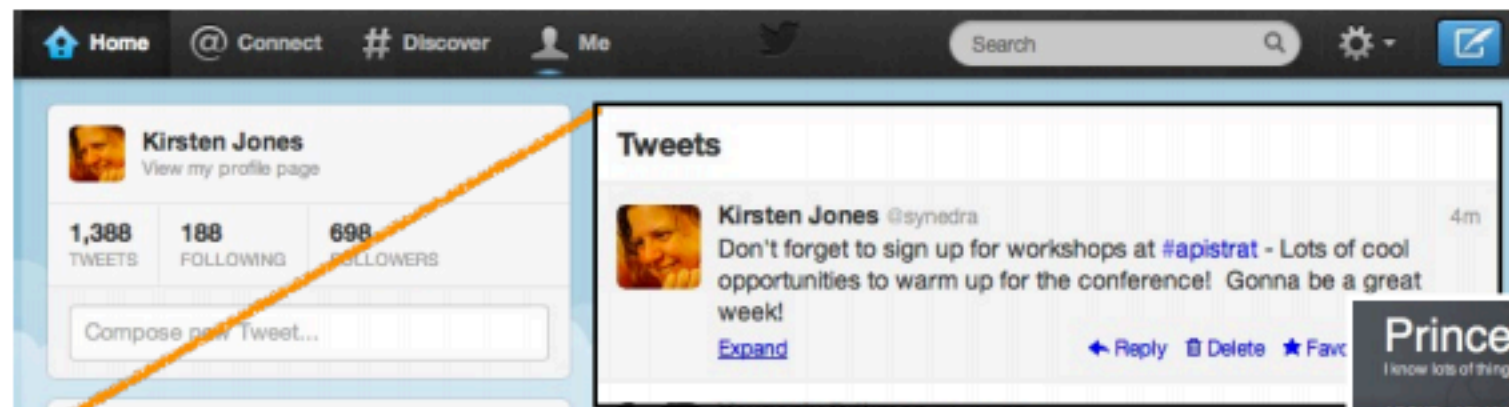 Home @ Connect # Discover Me Search
Kirsten Jones
View my profile page
1,388 188 698
TWEETS FOLLOWING FOLLOWERS
Compose new Tweet...
Tweets
Kirsten Jones @synedra 4m
Don't forget to sign up for workshops at #apistrat - Lots of cool
opportunities to warm up for the conference! Gonna be a great
week!
Expand Reply Delete Favo
Prince
I know lots of thing